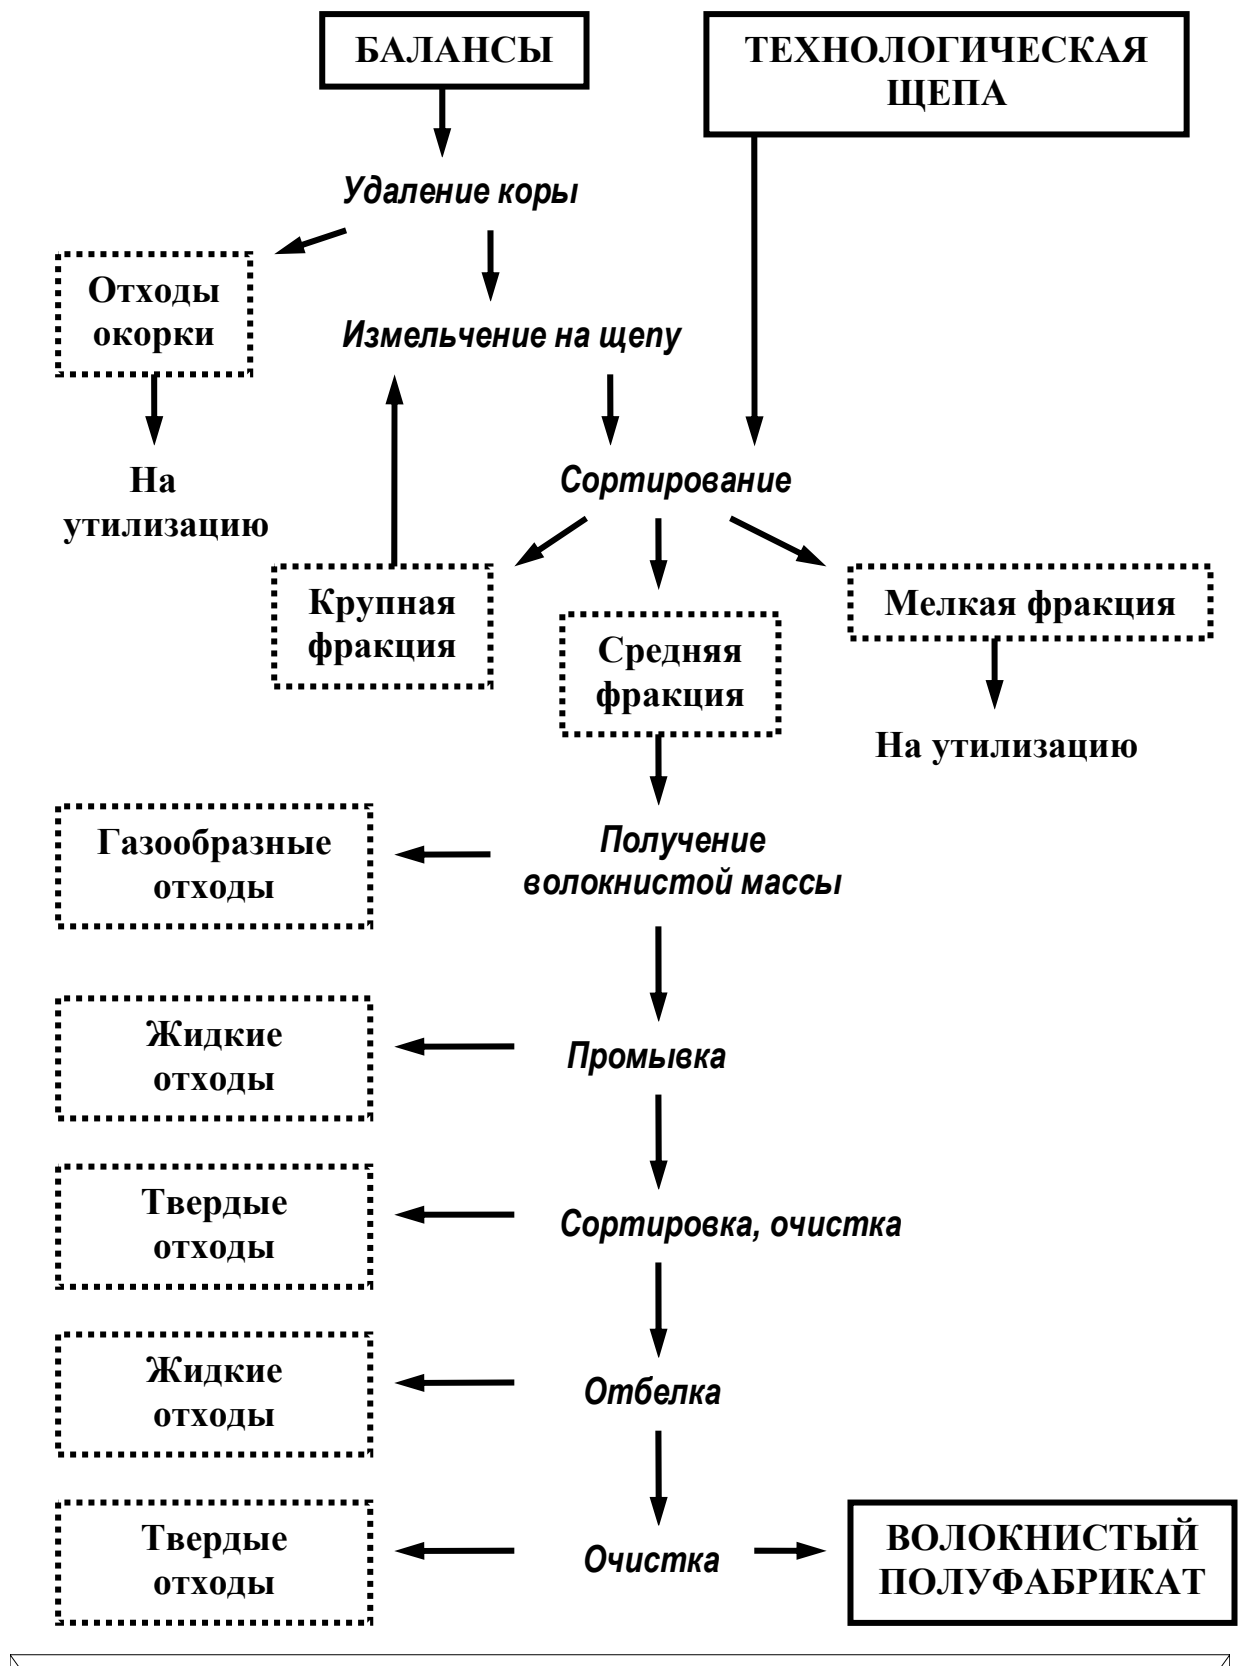 БАЛАНСЫ
ТЕХНОЛОГИЧЕСКАЯ
ЩЕПА
Удаление коры
Отходы
окорки
Измельчение на щепу
На
утилизацию
Сортирование
Крупная
фракция
Средняя
фракция
Мелкая фракция
На утилизацию
Газообразные
отходы
Получение
волокнистой массы
Жидкие
отходы
Промывка
Твердые
отходы
Сортировка, очистка
Жидкие
отходы
Отбелка
Твердые
отходы
Очистка
ВОЛОКНИСТЫЙ
ПОЛУФАБРИКАТ